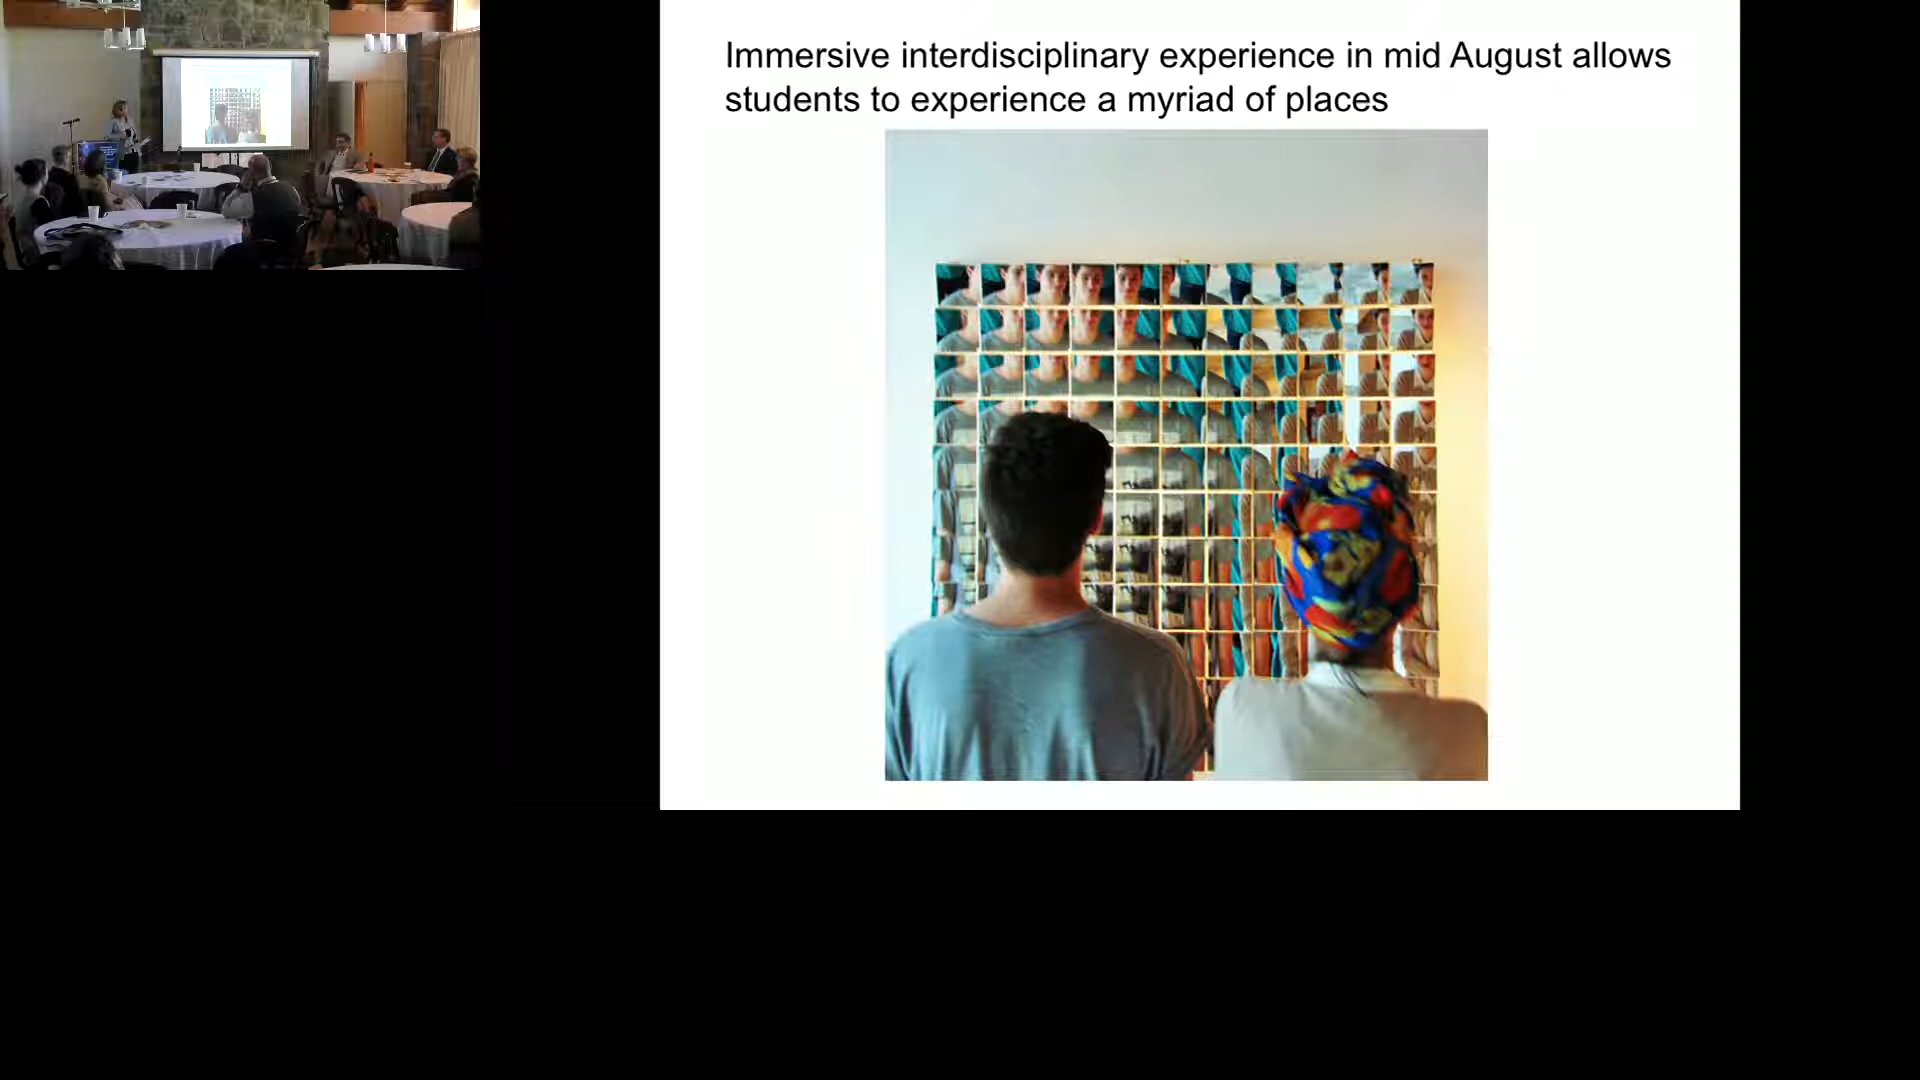 Immersive interdisciplinary experience in mid August allows
students to experience a myriad of places